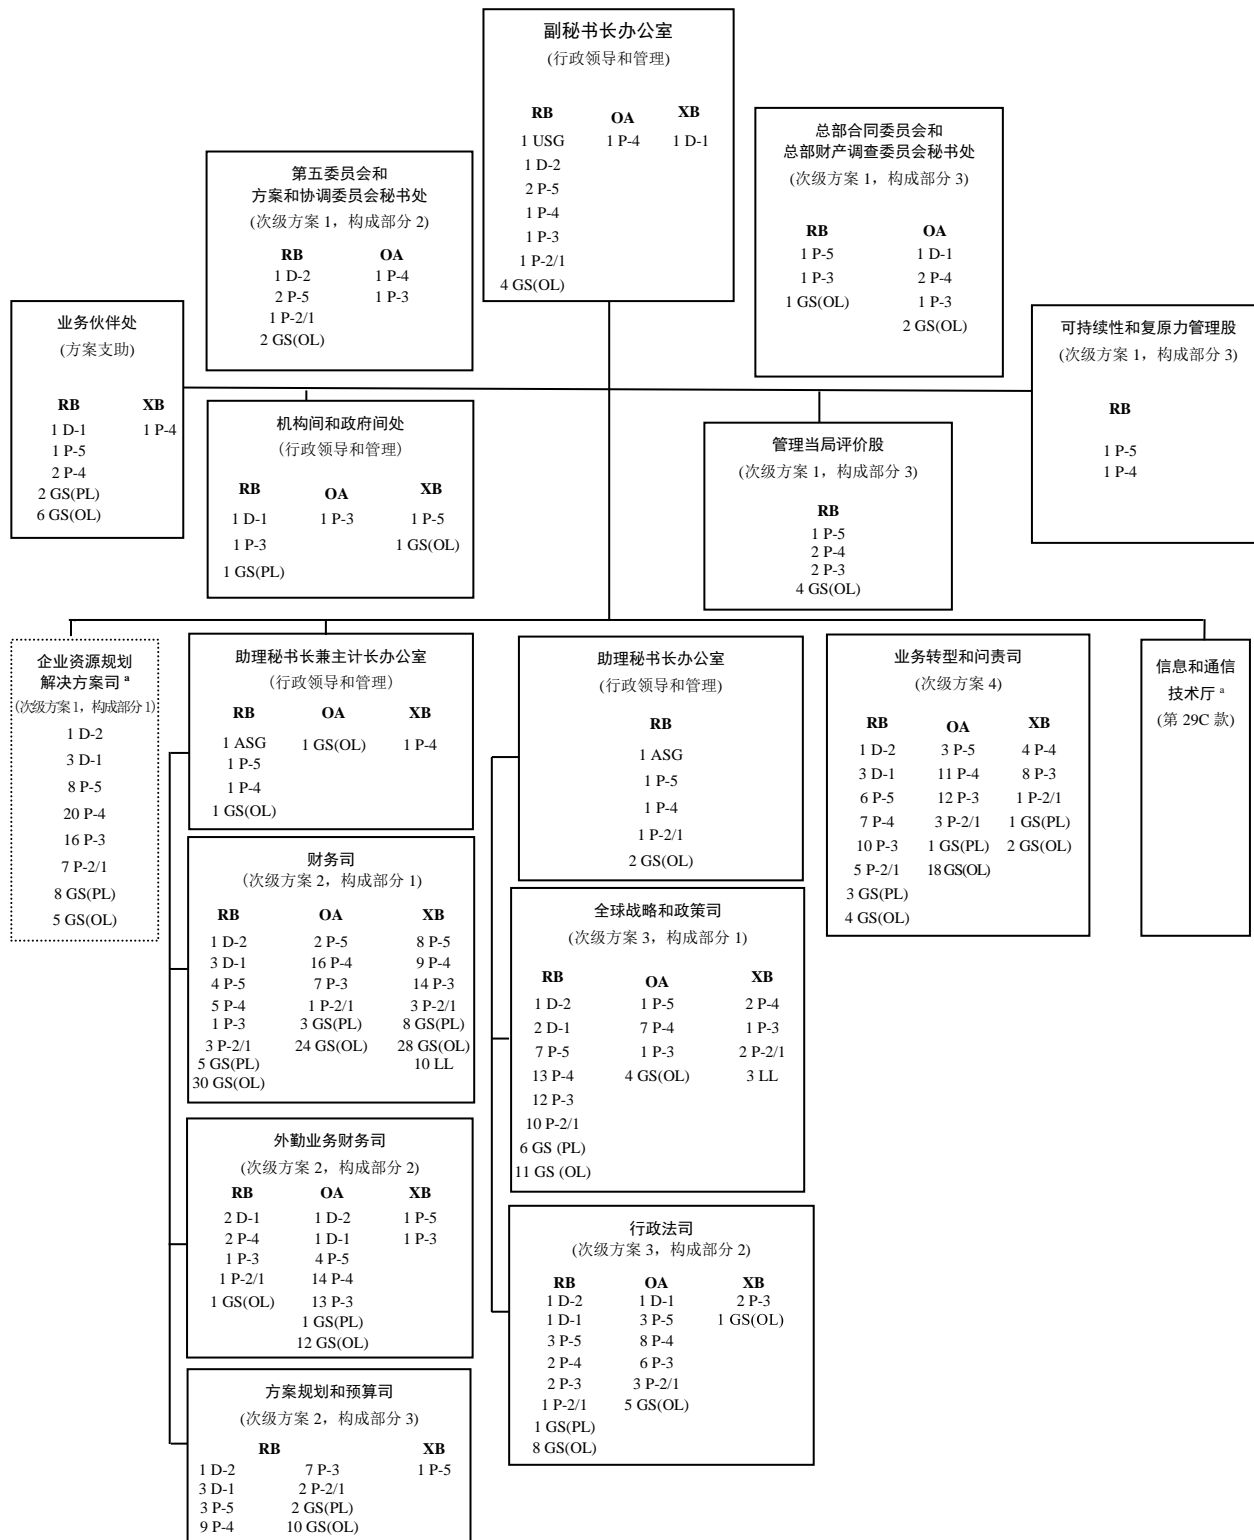 副秘书长办公室
(行政领导和管理)
RB OA XB
1 USG 1 P-4 1 D-1
1 D-2
2 P-5
1 P-4
1 P-3
1 P-2/1
4 GS(OL)
第五委员会和
方案和协调委员会秘书处
(次级方案 1，构成部分 2)
RB OA
1 D-2 1 P-4
2 P-5 1 P-3
1 P-2/1
2 GS(OL)
总部合同委员会和
总部财产调查委员会秘书处
(次级方案 1，构成部分 3)
RB OA
1 P-5 1 D-1
1 P-3 2 P-4
1 GS(OL) 1 P-3
2 GS(OL)
业务伙伴处
(方案支助)
RB XB
1 D-1 1 P-4
1 P-5
2 P-4
2 GS(PL)
6 GS(OL)
可持续性和复原力管理股
(次级方案 1，构成部分 3)
RB
1 P-5
1 P-4
机构间和政府间处
(行政领导和管理)
RB OA XB
1 D-1 1 P-3 1 P-5
1 P-3 1 GS(OL)
1 GS(PL)
管理当局评价股
(次级方案 1，构成部分 3)
RB
1 P-5
2 P-4
2 P-3
4 GS(OL)
企业资源规划
解决方案司 a
(次级方案1，构成部分 1)
1 D-2
3 D-1
8 P-5
20 P-4
16 P-3
7 P-2/1
8 GS(PL)
5 GS(OL)
助理秘书长兼主计长办公室
(行政领导和管理)
RB OA XB
1 ASG 1 GS(OL) 1 P-4
1 P-5
1 P-4
1 GS(OL)
助理秘书长办公室
(行政领导和管理)
RB
1 ASG
1 P-5
1 P-4
1 P-2/1
2 GS(OL)
业务转型和问责司
(次级方案 4)
RB OA XB
1 D-2 3 P-5 4 P-4
3 D-1 11 P-4 8 P-3
6 P-5 12 P-3 1 P-2/1
7 P-4 3 P-2/1 1 GS(PL)
10 P-3 1 GS(PL) 2 GS(OL)
5 P-2/1 18 GS(OL)
3 GS(PL)
4 GS(OL)
信息和通信
技术厅 a
(第 29C 款)
财务司
(次级方案 2，构成部分 1)
RB OA XB
1 D-2 2 P-5 8 P-5
3 D-1 16 P-4 9 P-4
4 P-5 7 P-3 14 P-3
5 P-4 1 P-2/1 3 P-2/1
1 P-3 3 GS(PL) 8 GS(PL)
3 P-2/1 24 GS(OL) 28 GS(OL)
5 GS(PL) 10 LL
30 GS(OL)
全球战略和政策司
(次级方案 3，构成部分 1)
RB OA XB
1 D-2 1 P-5 2 P-4
2 D-1 7 P-4 1 P-3
7 P-5 1 P-3 2 P-2/1
13 P-4 4 GS(OL) 3 LL
12 P-3
10 P-2/1
6 GS (PL)
11 GS (OL)
外勤业务财务司
(次级方案 2，构成部分 2)
RB OA XB
2 D-1 1 D-2 1 P-5
2 P-4 1 D-1 1 P-3
1 P-3 4 P-5
1 P-2/1 14 P-4
1 GS(OL) 13 P-3
1 GS(PL)
12 GS(OL)
行政法司
(次级方案 3，构成部分 2)
RB OA XB
1 D-2 1 D-1 2 P-3
1 D-1 3 P-5 1 GS(OL)
3 P-5 8 P-4
2 P-4 6 P-3
2 P-3 3 P-2/1
1 P-2/1 5 GS(OL)
1 GS(PL)
8 GS(OL)
方案规划和预算司
(次级方案 2，构成部分 3)
RB XB
1 D-2 7 P-3 1 P-5
3 D-1 2 P-2/1
3 P-5 2 GS(PL)
9 P-4 10 GS(OL)